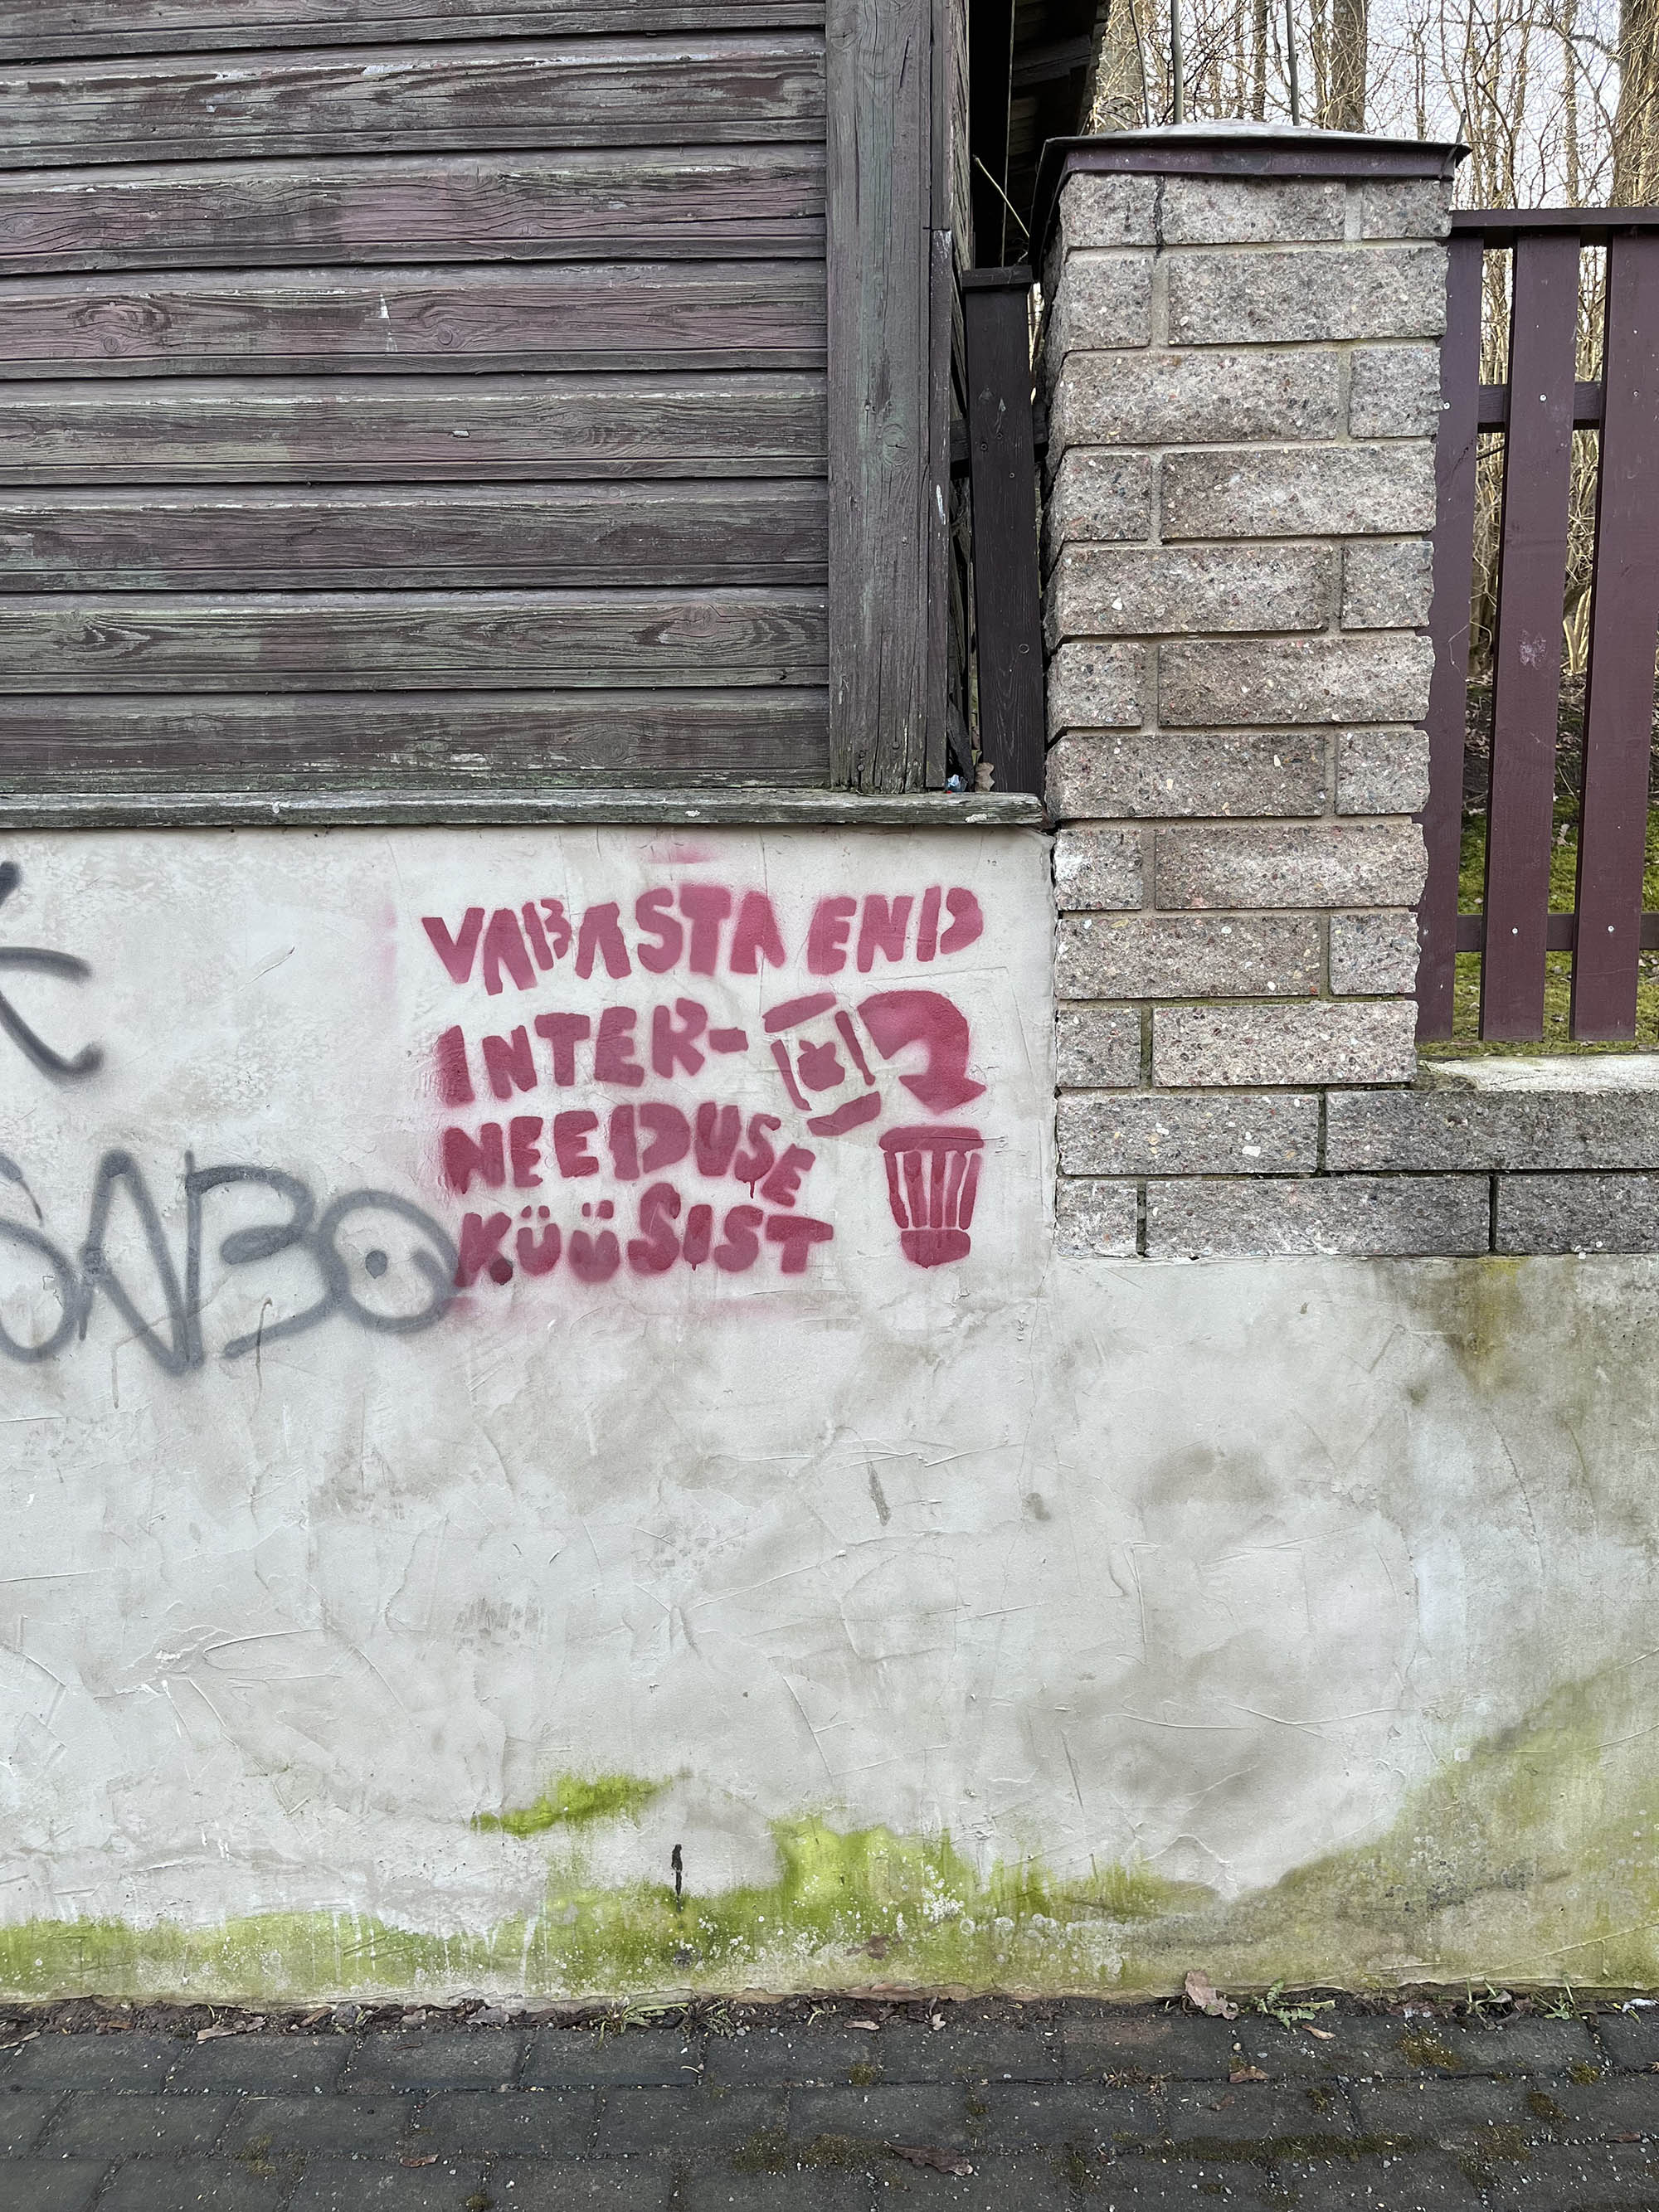 VABASTA END
INTER-
NEEDUSE
KÜÜSIST